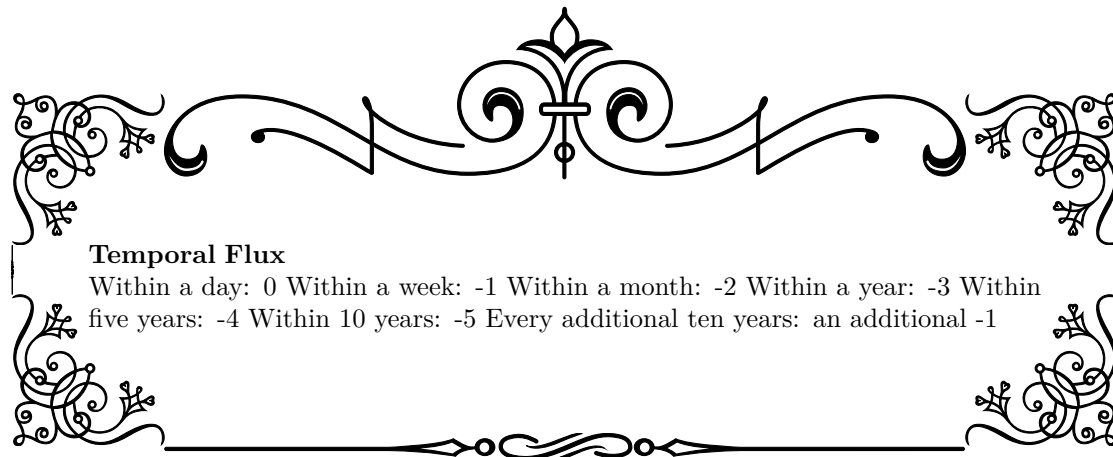 Temporal Flux
Within a day: 0 Within a week: -1 Within a month: -2 Within a year: -3 Within
five years: -4 Within 10 years: -5 Every additional ten years: an additional -1